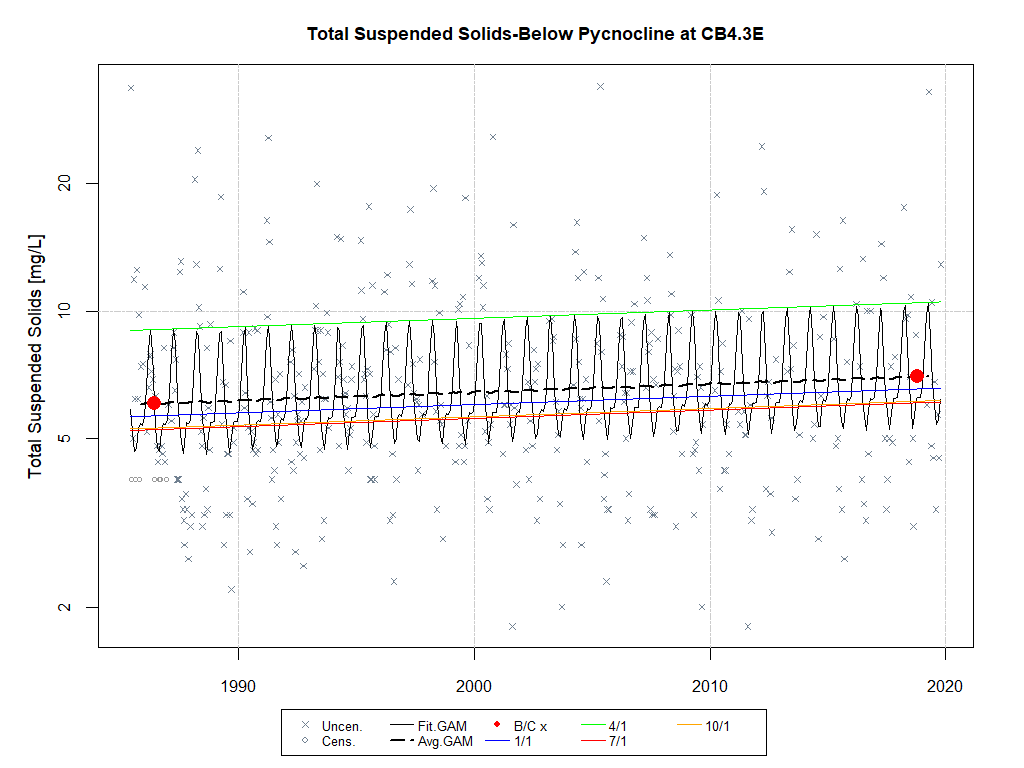 Total Suspended Solids-Below Pycnocline at CB4.3E
Total Suspended Solids [mg/L]
20
10
5
2
1990 2000 2010 2020
Uncen. Fit.GAM B/C x 4/1 10/1
Cens. Avg.GAM 1/1 7/1